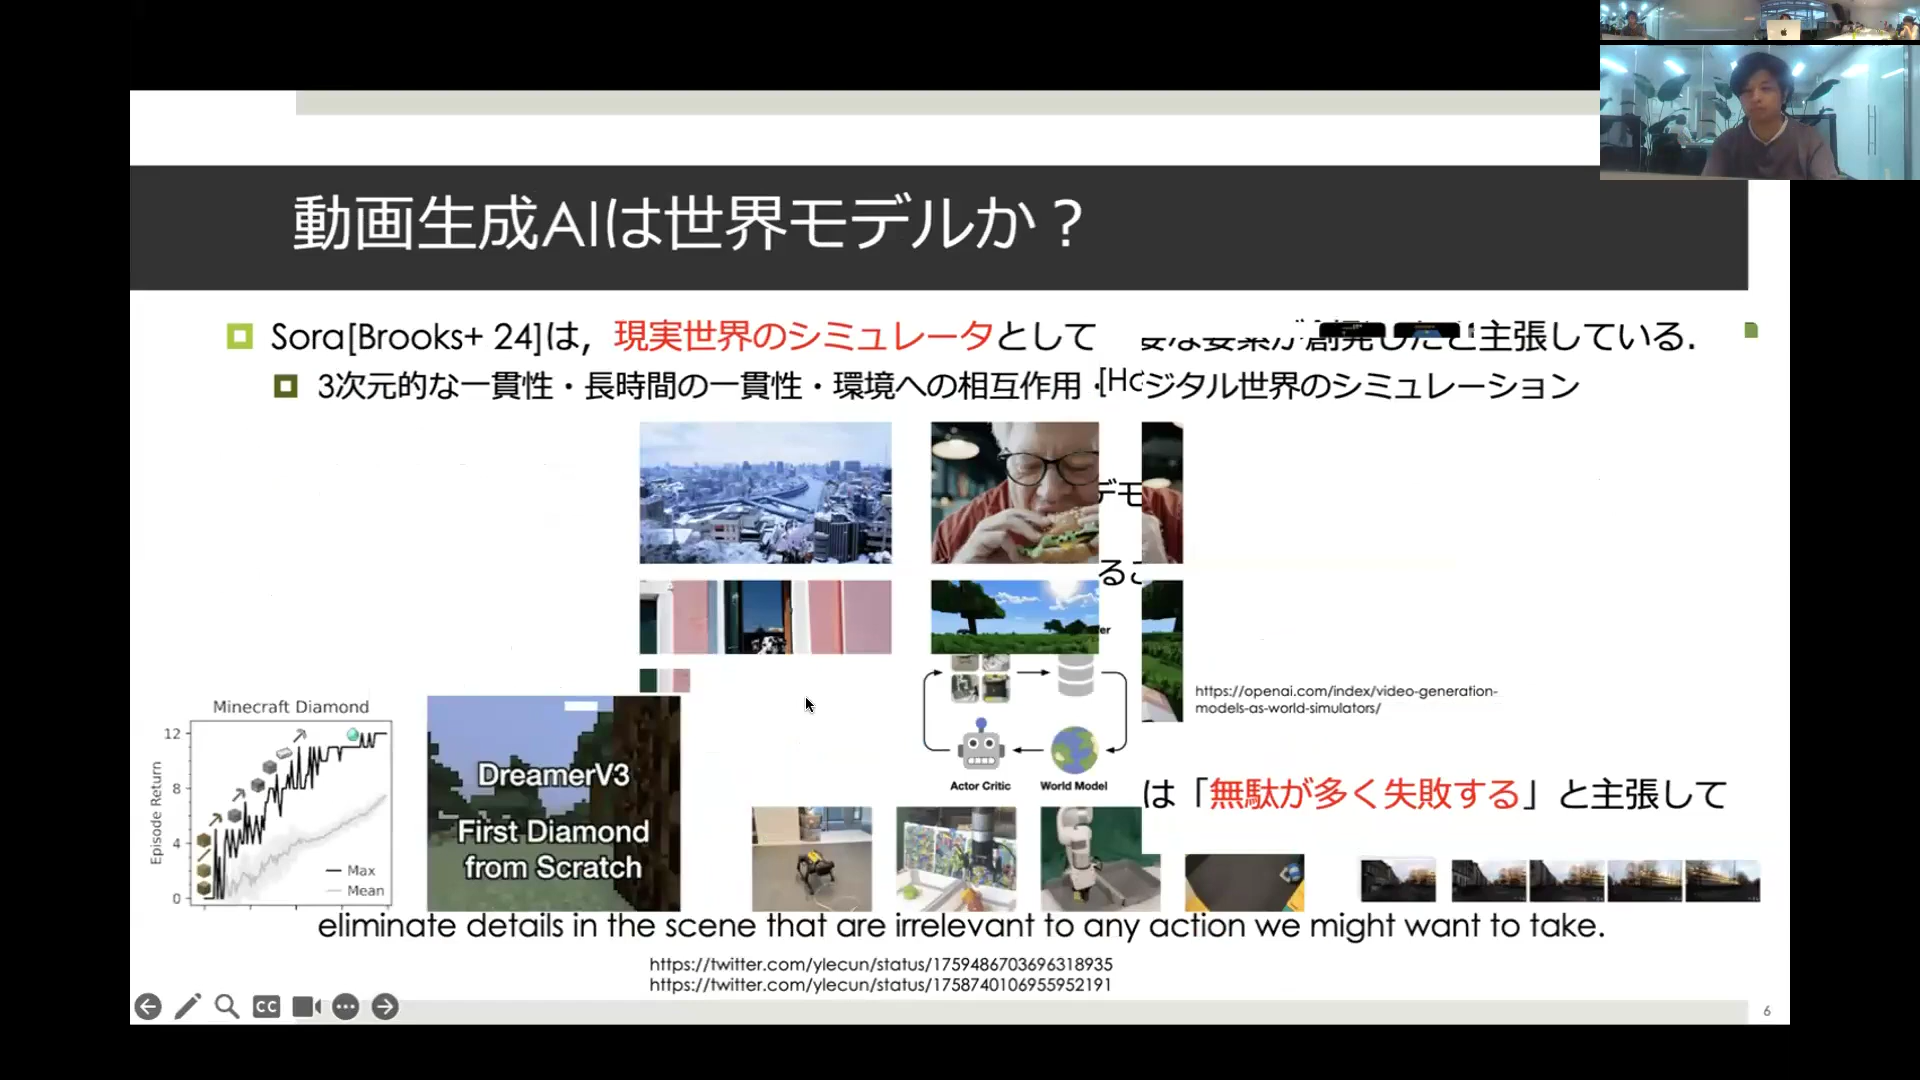 動画生成AIは世界モデルか？
Sora[Brooks+ 24]は，現実世界のシミュレータとして
主張している．
3次元的な一貫性・長時間の一貫性・環境への相互作用・
ジタル世界のシミュレーション
デモ
るこ
https://openai.com/index/video-generation-
models-as-world-simulators/
Minecraft Diamond
Episode Return
12
8
4
0
Max
Mean
DreamerV3
First Diamond
from Scratch
Actor Critic
World Model
は「無駄が多く失敗する」と主張して
eliminate details in the scene that are irrelevant to any action we might want to take.
https://twitter.com/ylecun/status/1759486703696318935
https://twitter.com/ylecun/status/1758740106955952191
CC
6